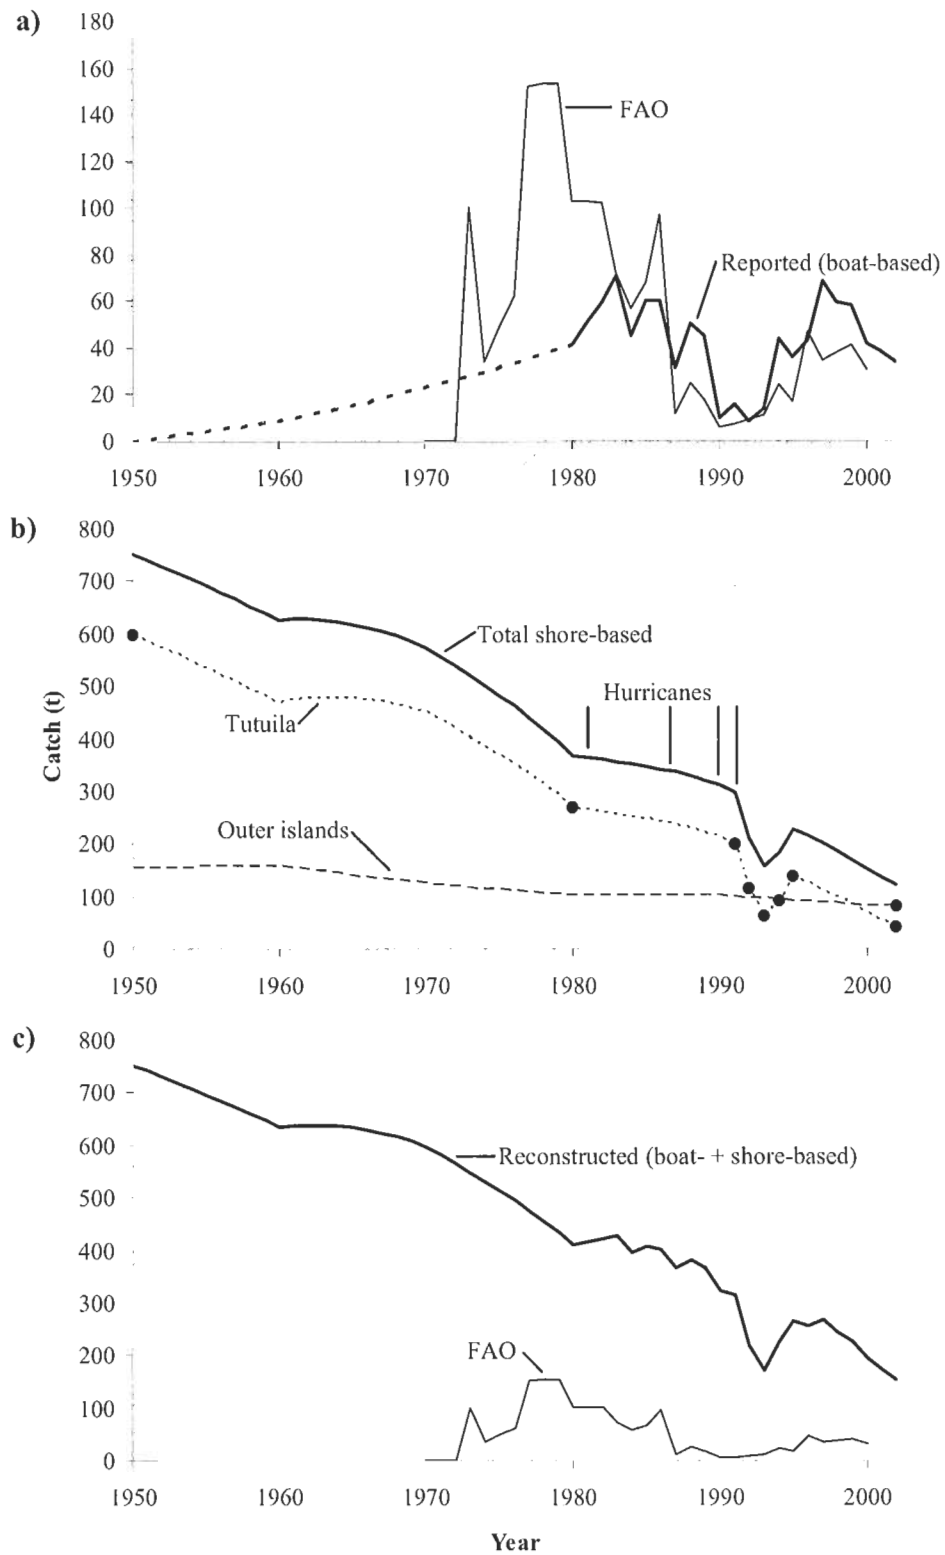 a)
180
160
140
120
100
80
60
40
20
0
FAO
Reported (boat-based)
1950 1960 1970 1980 1990 2000
b)
800
700
600
500
400
300
200
100
0
Catch (t)
Total shore-based
Hurricanes
Tutuila
Outer islands
1950 1960 1970 1980 1990 2000
c)
800
700
600
500
400
300
200
100
0
Reconstructed (boat- + shore-based)
FAO
1950 1960 1970 1980 1990 2000
Year